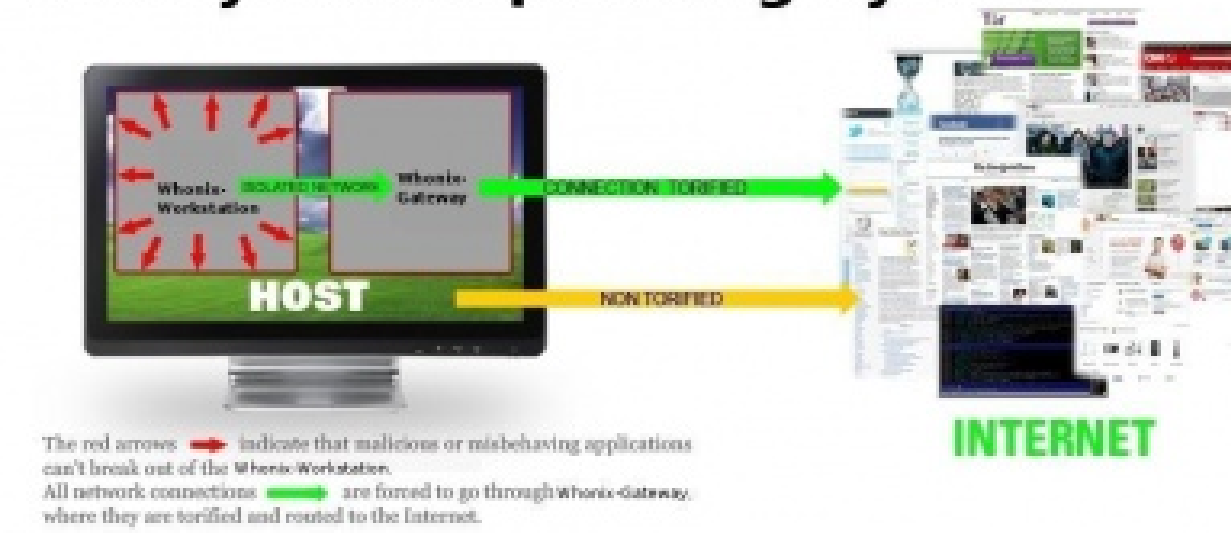 Whonix-
Workstation
ISOLATED NETWORK
Whonix-
Gateway
CONNECTION TORIFIED
HOST
NON TORIFIED
INTERNET
The red arrows indicate that malicious or misbehaving applications
can't break out of the Whonix-Workstation.
All network connections are forced to go through Whonix-Gateway,
where they are torified and routed to the Internet.